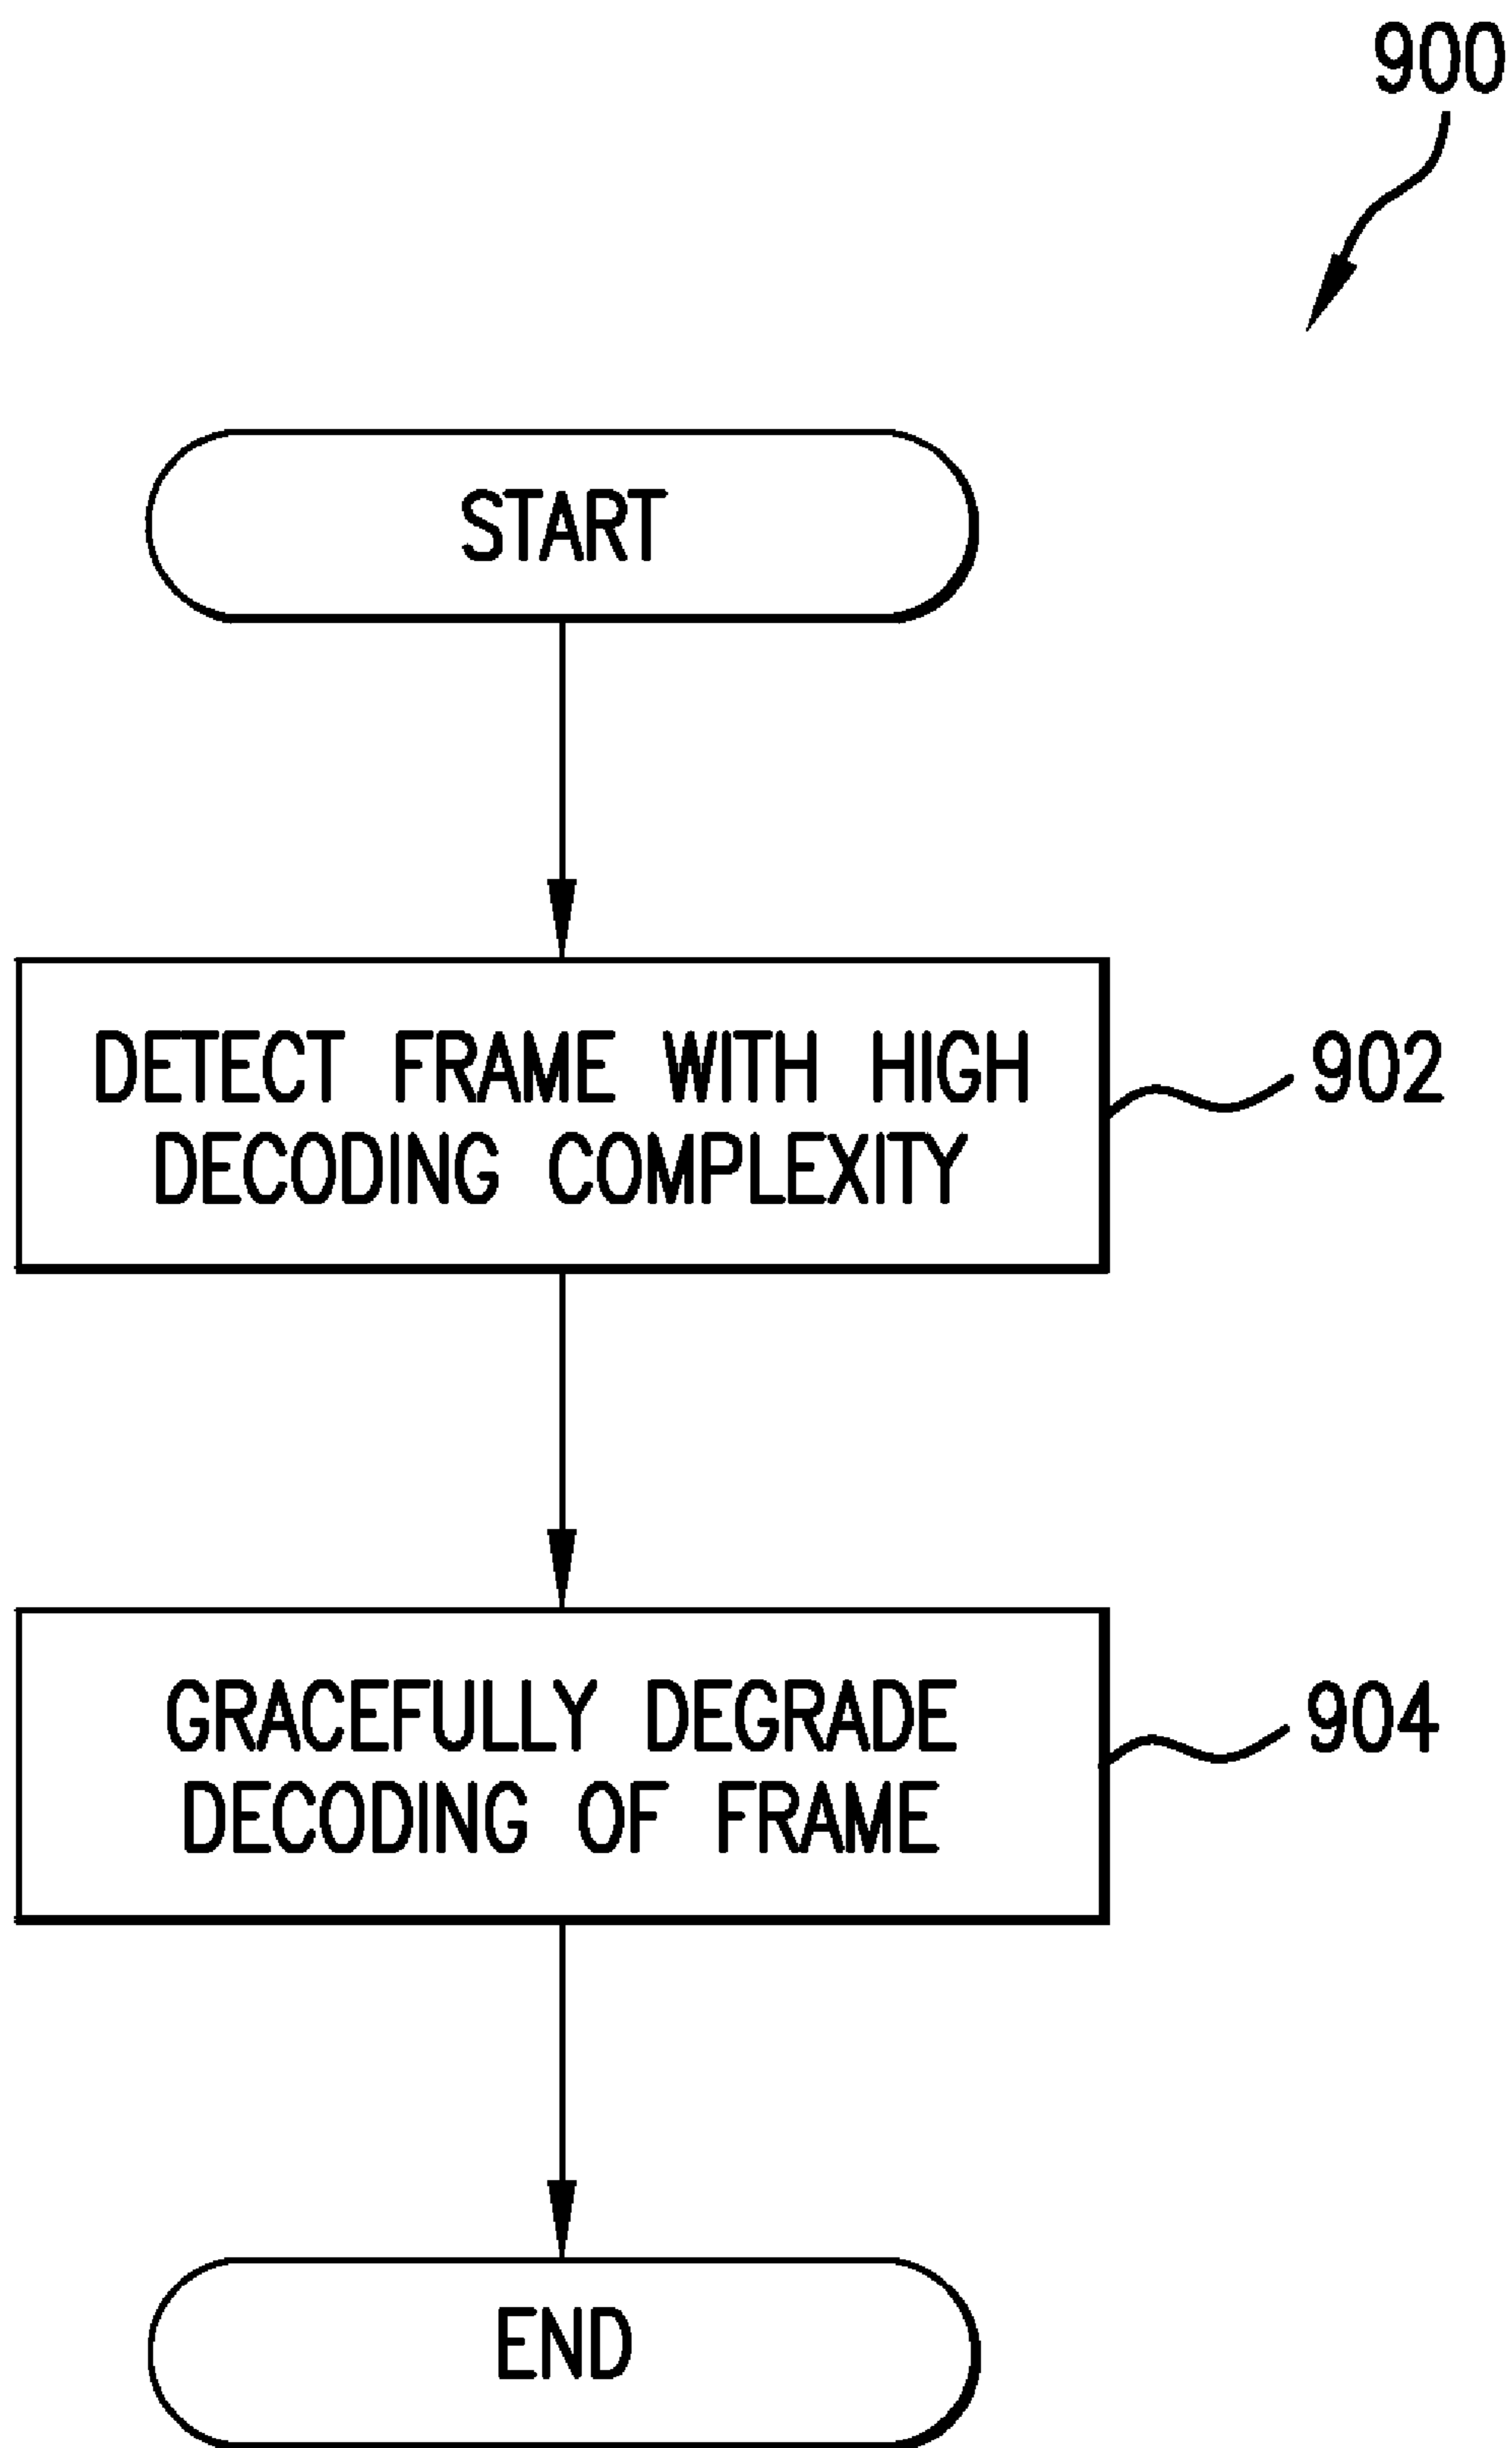 900
START
DETECT FRAME WITH HIGH
DECODING COMPLEXITY
902
GRACEFULLY DEGRADE
DECODING OF FRAME
904
END